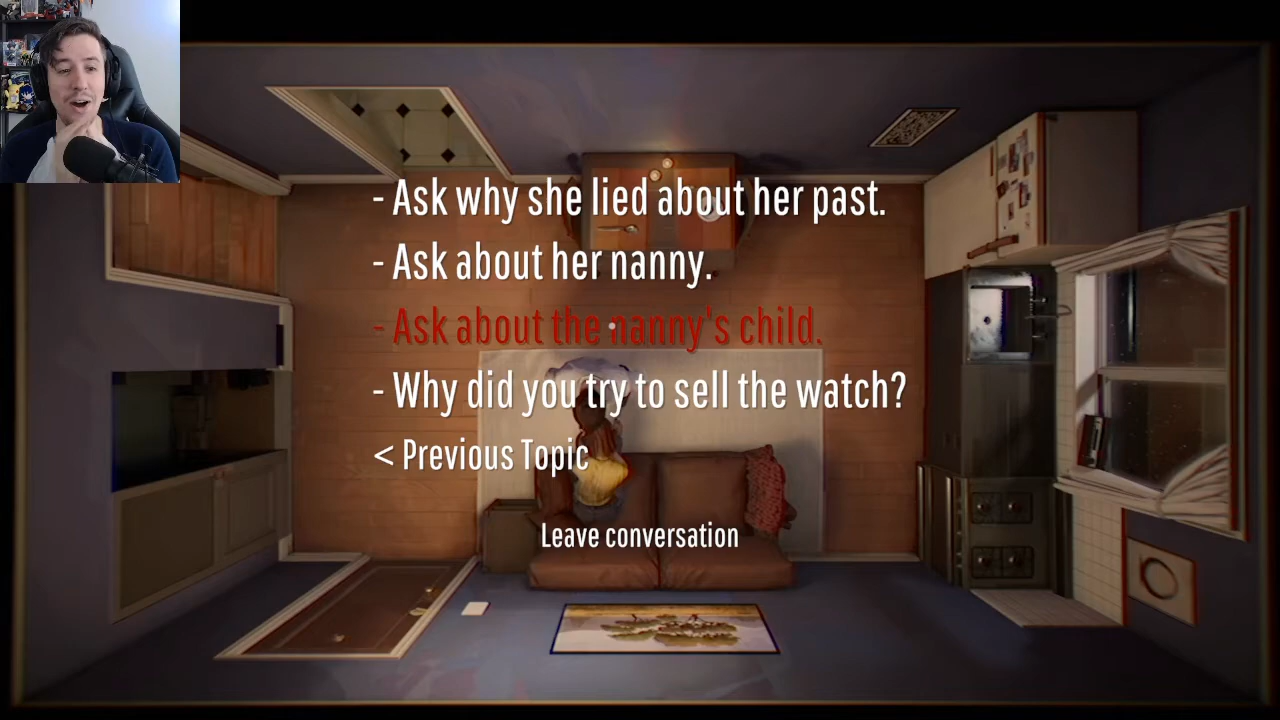 - Ask why she lied about her past.
- Ask about her nanny.
- Ask about the nanny's child.
- Why did you try to sell the watch?
< Previous Topic
Leave conversation